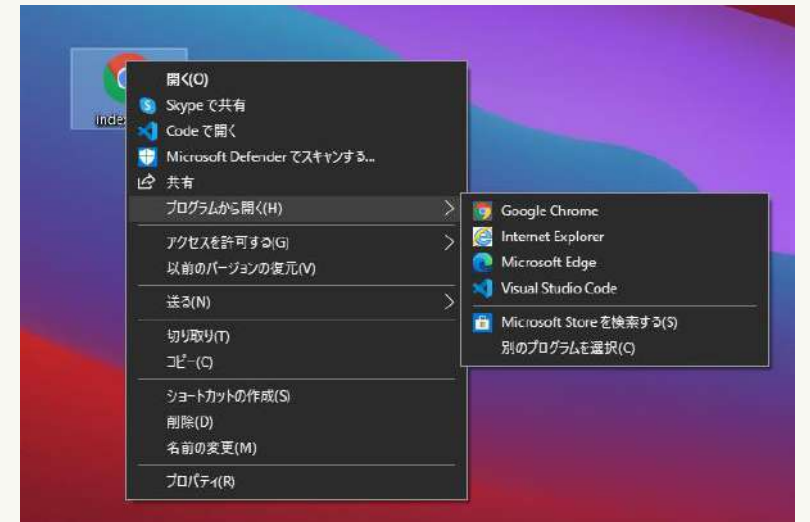 inde
開く(O)
Skype で共有
Code で開く
Microsoft Defender でスキャンする...
共有
プログラムから開く(H)
アクセスを許可する(G)
以前のバージョンの復元(V)
送る(N)
切り取り(T)
コピー(C)
ショートカットの作成(S)
削除(D)
名前の変更(M)
プロパティ(R)
Google Chrome
Internet Explorer
Microsoft Edge
Visual Studio Code
Microsoft Store を検索する(S)
別のプログラムを選択(C)